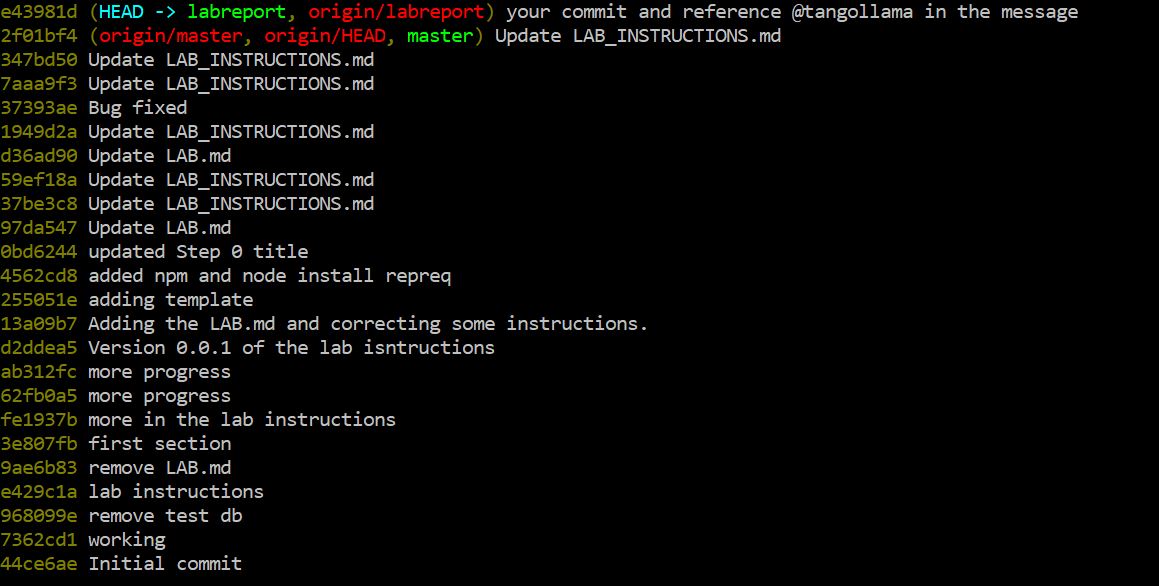 e43981d (HEAD -> labreport, origin/labreport) your commit and reference @tangollama in the message
2f01bf4 (origin/master, origin/HEAD, master) Update LAB_INSTRUCTIONS.md
347bd50 Update LAB_INSTRUCTIONS.md
7aaa9f3 Update LAB_INSTRUCTIONS.md
37393ae Bug fixed
1949d2a Update LAB_INSTRUCTIONS.md
d36ad90 Update LAB.md
59ef18a Update LAB_INSTRUCTIONS.md
37be3c8 Update LAB_INSTRUCTIONS.md
97da547 Update LAB.md
0bd6244 updated Step 0 title
4562cd8 added npm and node install repreq
255051e adding template
13a09b7 Adding the LAB.md and correcting some instructions.
d2ddea5 Version 0.0.1 of the lab isntructions
ab312fc more progress
62fb0a5 more progress
fe1937b more in the lab instructions
3e807fb first section
9ae6b83 remove LAB.md
e429c1a lab instructions
968099e remove test db
7362cd1 working
44ce6ae Initial commit